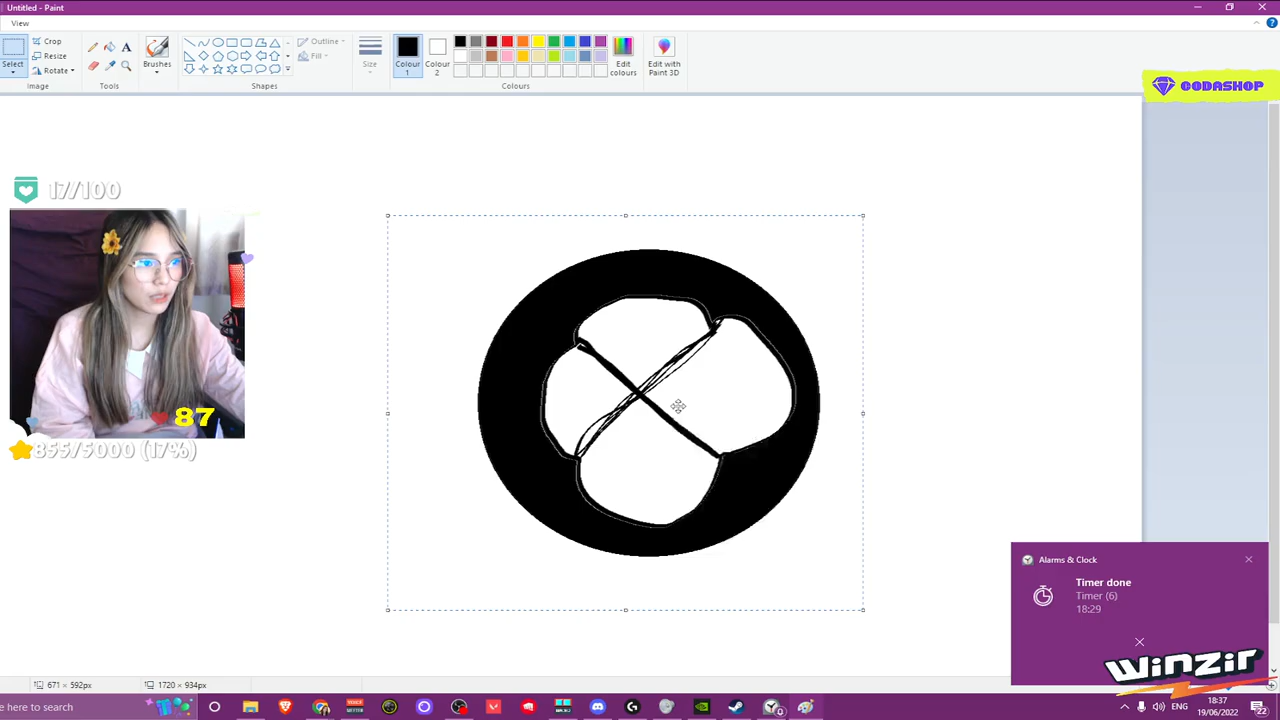 Untitled - Paint
View
Crop
Resize
Rotate
Select
Image
Tools
Brushes
Shapes
Outline
Fill
Size
Colour 1
Colour 2
Edit colours
Edit with Paint 3D
Colours
CODASHOP
17/100
87
855/5000 (17%)
Alarms & Clock
Timer done
Timer (6)
18:29
WINZIR
671 × 592px
1720 × 934px
e here to search
ENG
18:37
19/06/2022
22